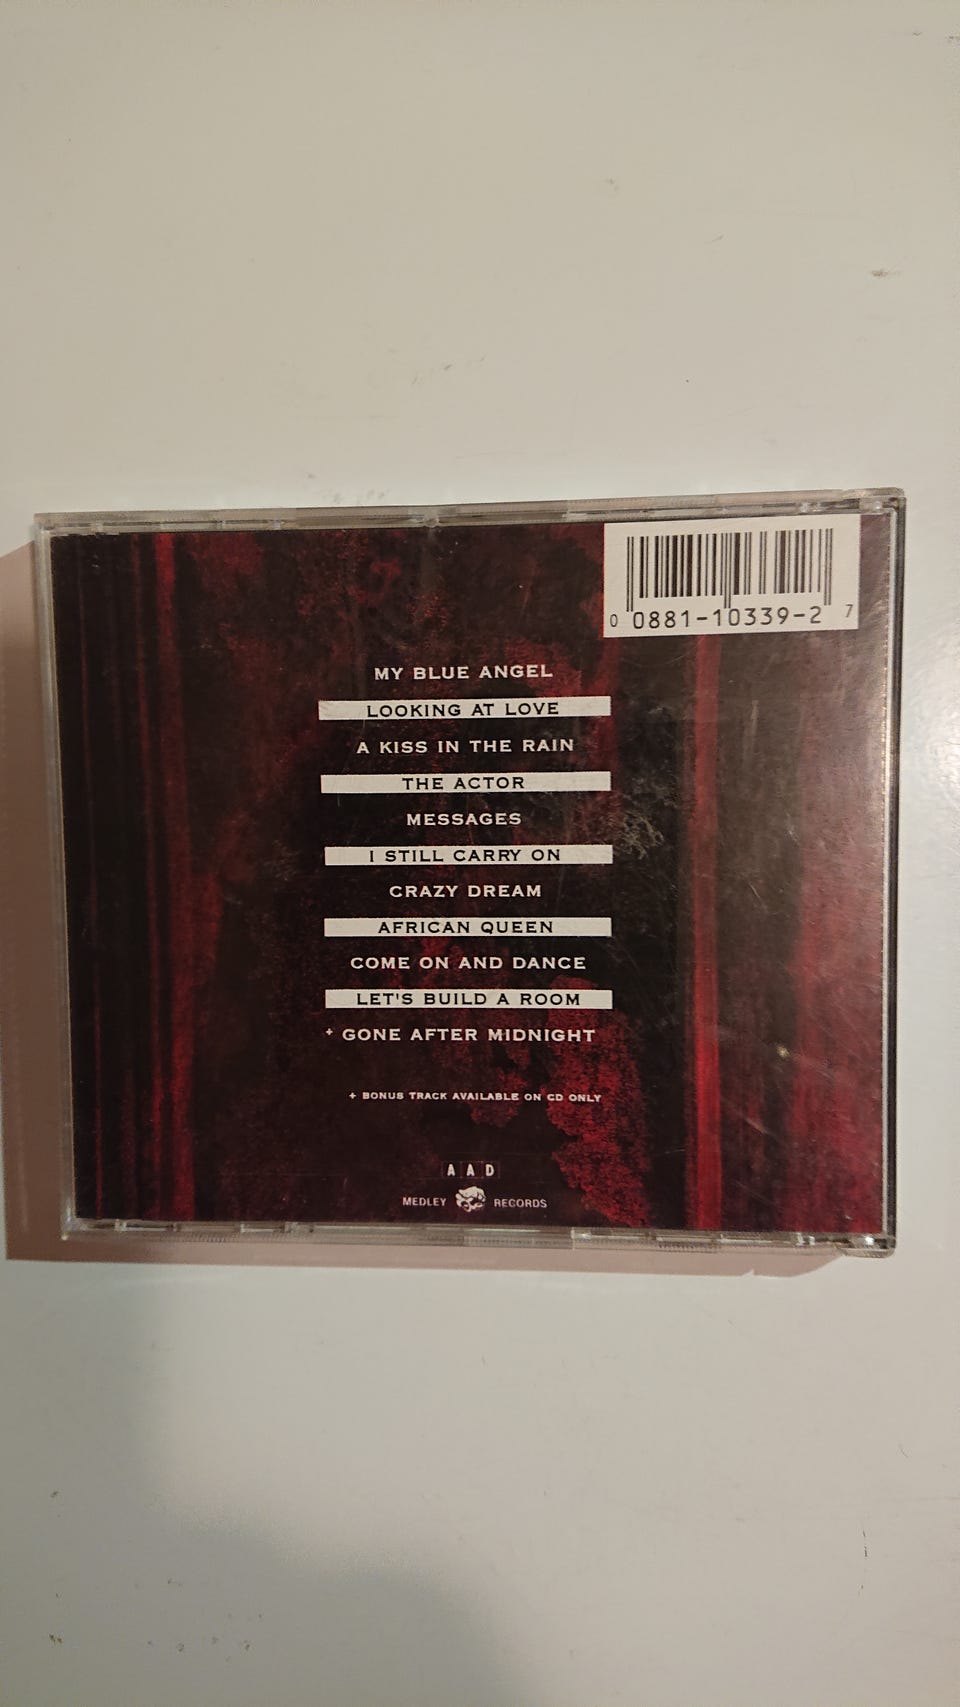 0 0881-10339-2 7
MY BLUE ANGEL
LOOKING AT LOVE
A KISS IN THE RAIN
THE ACTOR
MESSAGES
I STILL CARRY ON
CRAZY DREAM
AFRICAN QUEEN
COME ON AND DANCE
LET'S BUILD A ROOM
+ GONE AFTER MIDNIGHT
+ BONUS TRACK AVAILABLE ON CD ONLY
AAD
MEDLEY RECORDS